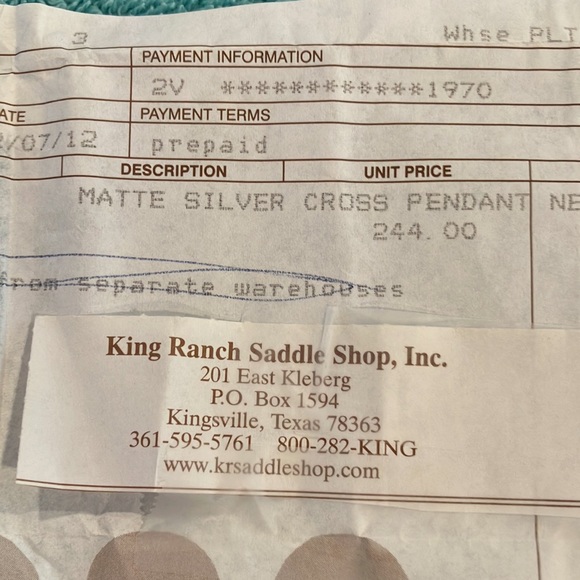 3 Whse PLT
PAYMENT INFORMATION
2V ************1970
ATE PAYMENT TERMS
/07/12 prepaid
DESCRIPTION UNIT PRICE
MATTE SILVER CROSS PENDANT NE
244.00
from separate warehouses
King Ranch Saddle Shop, Inc.
201 East Kleberg
P.O. Box 1594
Kingsville, Texas 78363
361-595-5761 800-282-KING
www.krsaddleshop.com